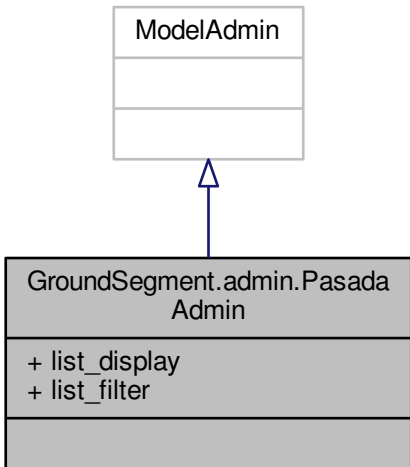 ModelAdmin
GroundSegment.admin.Pasada
Admin
+ list_display
+ list_filter